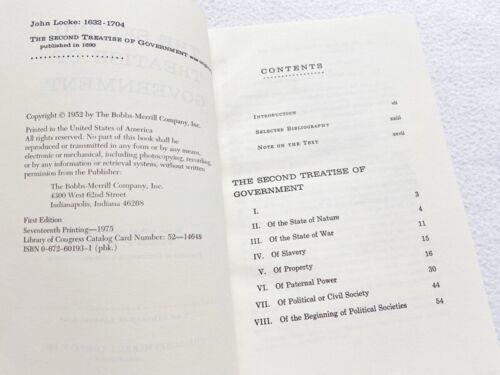 John Locke: 1632-1704
THE SECOND TREATISE OF GOVERNMENT was
published in 1690
Copyright © 1952 by The Bobbs-Merrill Company, Inc.
Printed in the United States of America
All rights reserved. No part of this book shall be
reproduced or transmitted in any form or by any means,
electronic or mechanical, including photocopying, recording,
or by any information or retrieval system, without written
permission from the Publisher.
The Bobbs-Merrill Company, Inc.
4300 West 62nd Street
Indianapolis, Indiana 46268
First Edition
Seventeenth Printing—1975
Library of Congress Catalog Card Number: 52—14648
ISBN 0-672-60193-1 (pbk.)
CONTENTS
INTRODUCTION vii
SELECTED BIBLIOGRAPHY xxiii
NOTE ON THE TEXT xxvii
THE SECOND TREATISE OF
GOVERNMENT
I. 3
II. Of the State of Nature 4
III. Of the State of War 11
IV. Of Slavery 15
V. Of Property 16
VI. Of Paternal Power 30
VII. Of Political or Civil Society 44
VIII. Of the Beginning of Political Societies 54